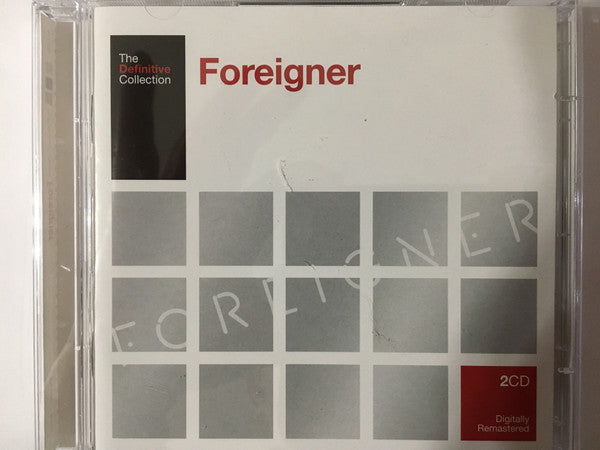 The
Definitive
Collection
Foreigner
FOREIGNER
2CD
Digitally
Remastered